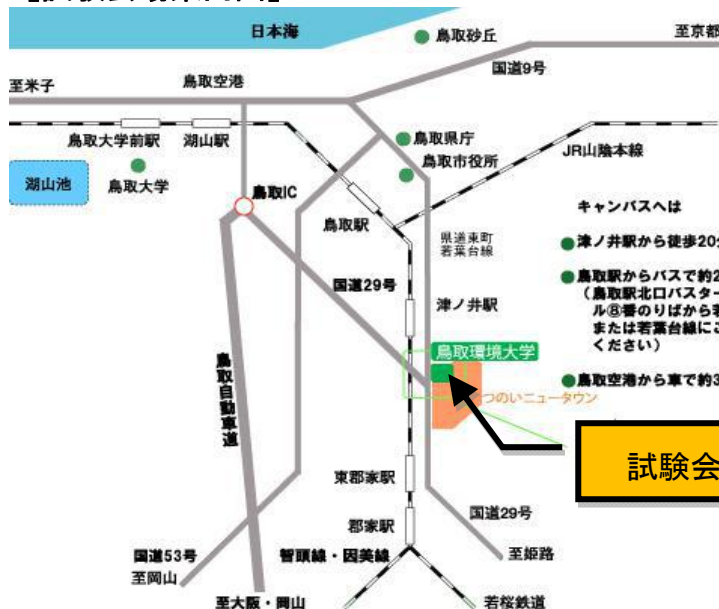 日本海
鳥取砂丘
至京都
国道9号
至米子
鳥取空港
鳥取大学前駅
湖山駅
鳥取県庁
鳥取市役所
JR山陰本線
湖山池
鳥取大学
鳥取IC
鳥取駅
県道東町
若葉台線
キャンパスへは
津ノ井駅から徒歩20
国道29号
鳥取駅からバスで約2
(鳥取駅北口バスター
ル⑧番のりばから
または若葉台線に
ください)
津ノ井駅
鳥取環境大学
鳥取空港から車で約3
つのいニュータウン
鳥取自動車道
試験会
東郡家駅
国道29号
郡家駅
国道53号
智頭線・因美線
至姫路
至岡山
至大阪・岡山
若桜鉄道